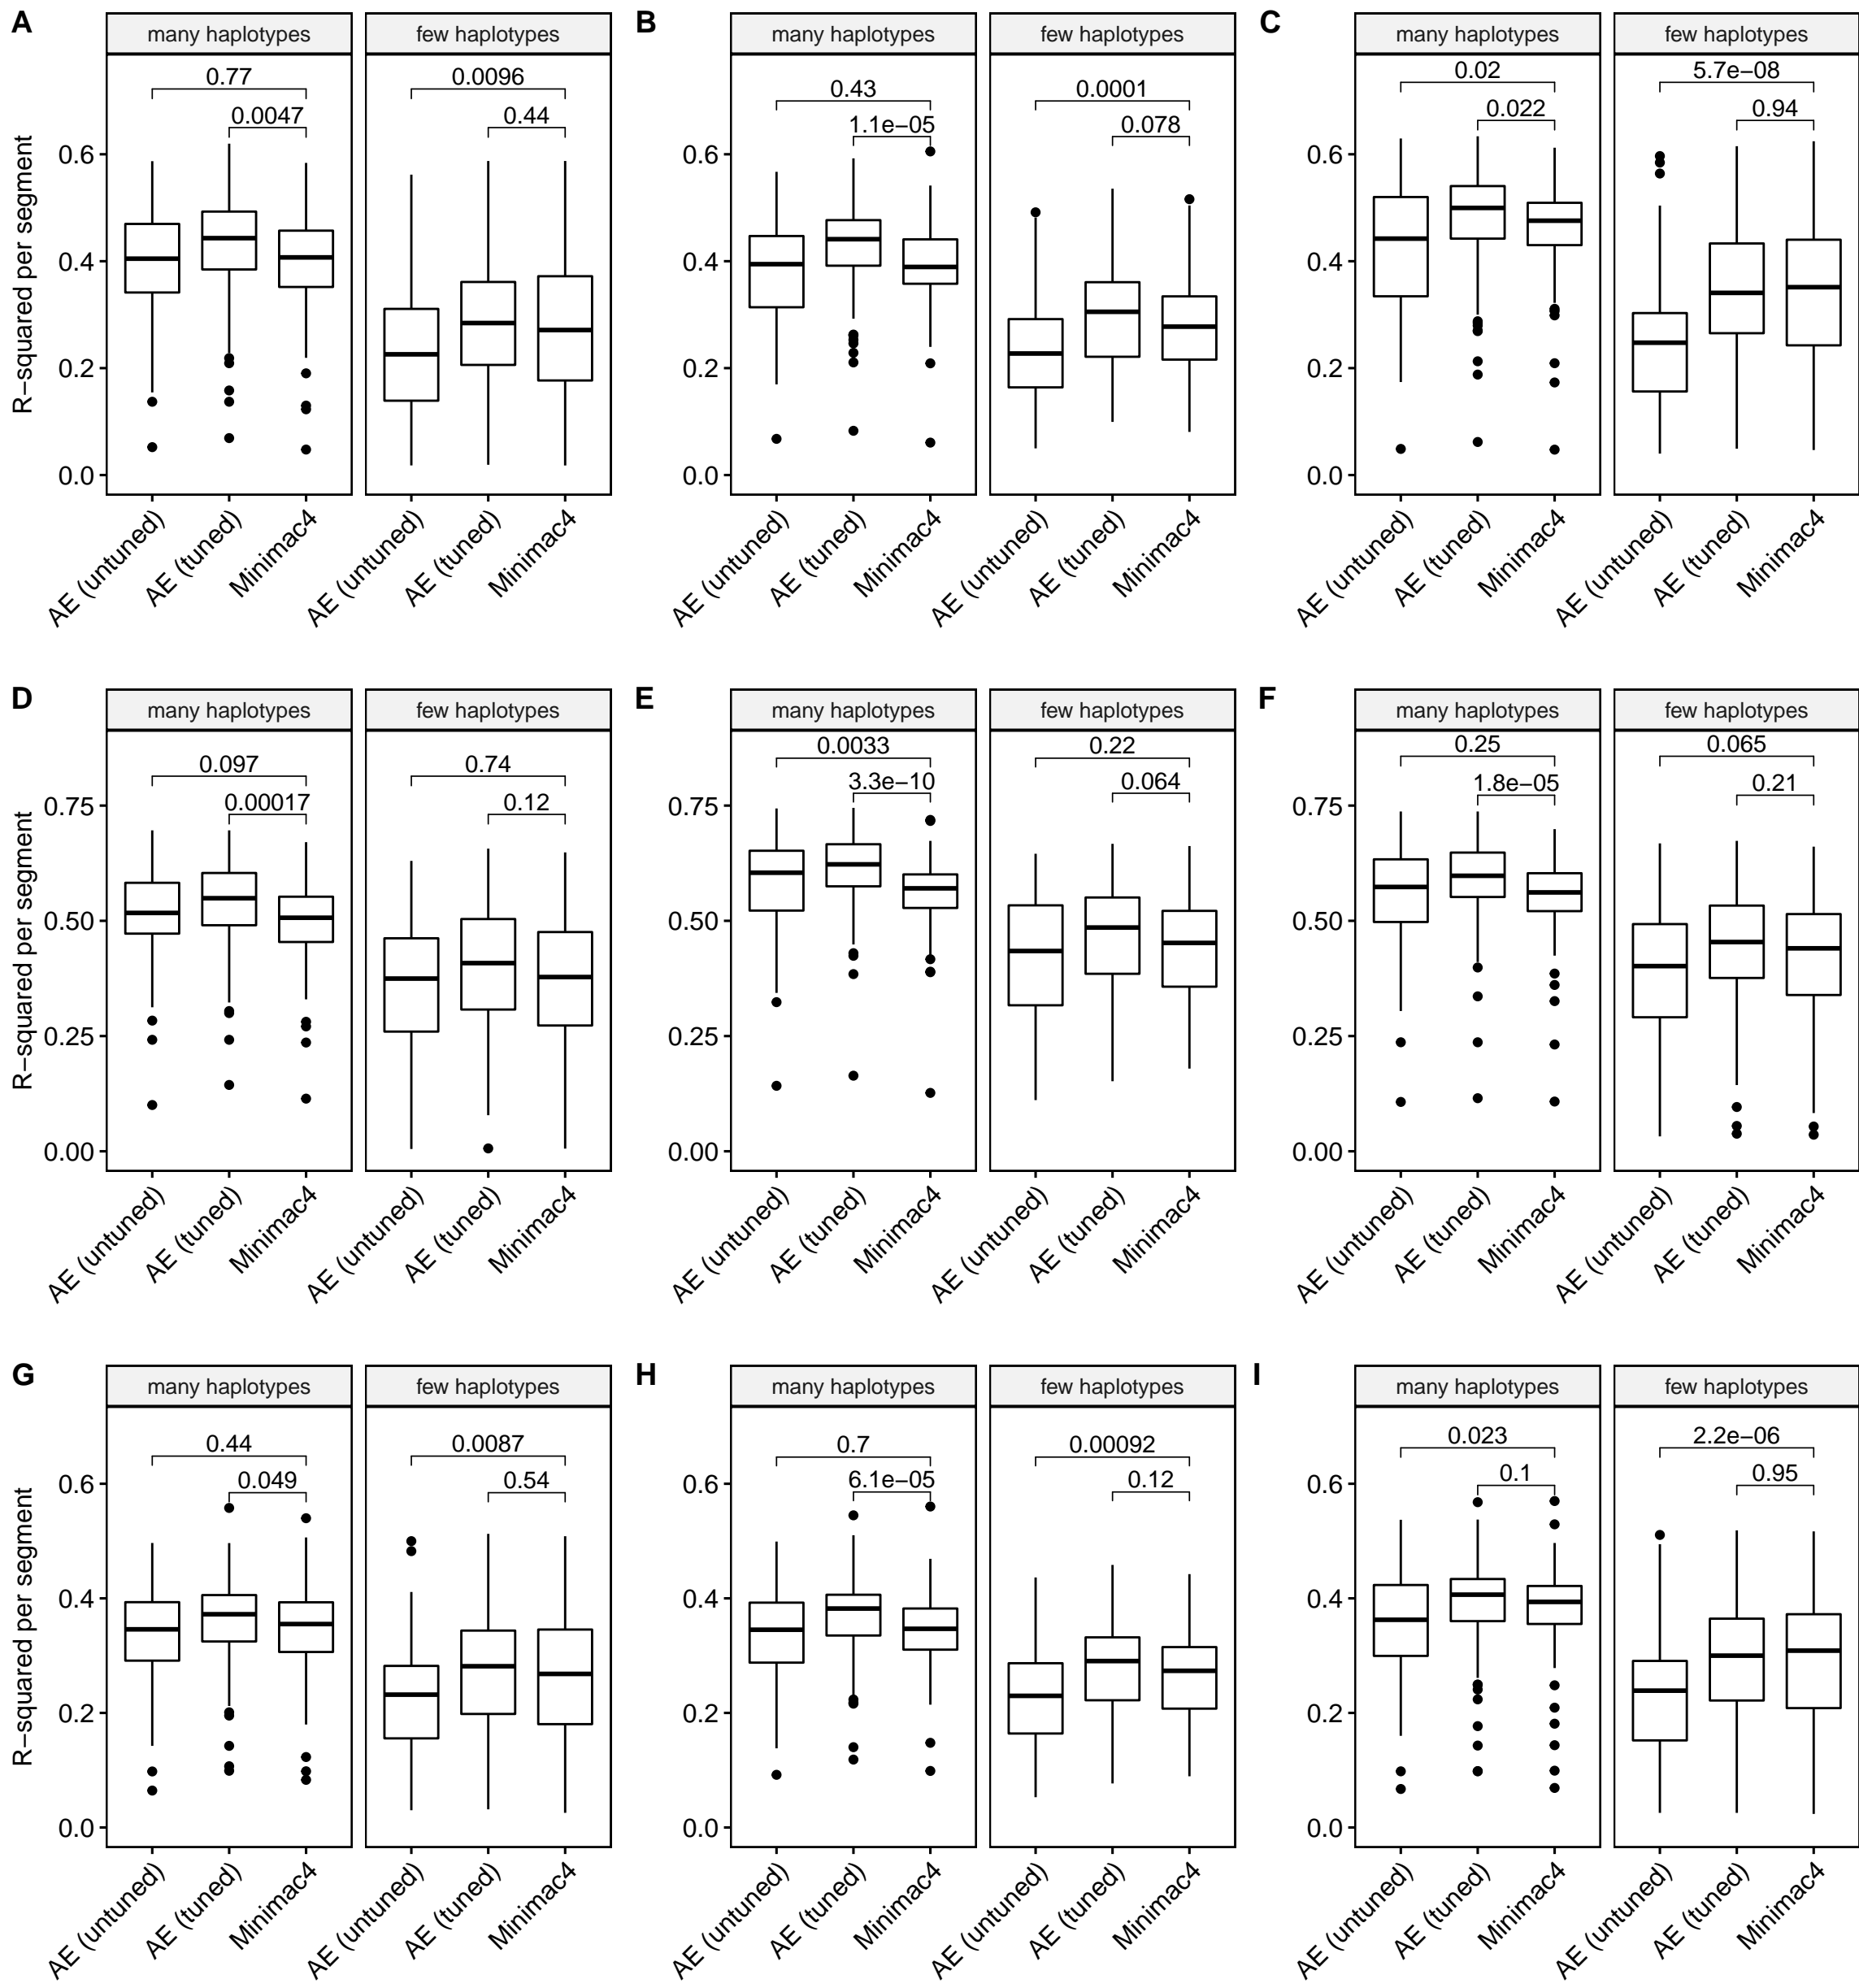 A
many haplotypes
few haplotypes
0.77
0.0047
0.0096
0.44
R−squared per segment
0.6
0.4
0.2
0.0
AE (untuned)
AE (tuned)
Minimac4
AE (untuned)
AE (tuned)
Minimac4
B
many haplotypes
few haplotypes
0.43
1.1e−05
0.0001
0.078
0.6
0.4
0.2
0.0
AE (untuned)
AE (tuned)
Minimac4
AE (untuned)
AE (tuned)
Minimac4
C
many haplotypes
few haplotypes
0.02
0.022
5.7e−08
0.94
0.6
0.4
0.2
0.0
AE (untuned)
AE (tuned)
Minimac4
AE (untuned)
AE (tuned)
Minimac4
D
many haplotypes
few haplotypes
0.097
0.00017
0.74
0.12
R−squared per segment
0.75
0.50
0.25
0.00
AE (untuned)
AE (tuned)
Minimac4
AE (untuned)
AE (tuned)
Minimac4
E
many haplotypes
few haplotypes
0.0033
3.3e−10
0.22
0.064
0.75
0.50
0.25
0.00
AE (untuned)
AE (tuned)
Minimac4
AE (untuned)
AE (tuned)
Minimac4
F
many haplotypes
few haplotypes
0.25
1.8e−05
0.065
0.21
0.75
0.50
0.25
0.00
AE (untuned)
AE (tuned)
Minimac4
AE (untuned)
AE (tuned)
Minimac4
G
many haplotypes
few haplotypes
0.44
0.049
0.0087
0.54
R−squared per segment
0.6
0.4
0.2
0.0
AE (untuned)
AE (tuned)
Minimac4
AE (untuned)
AE (tuned)
Minimac4
H
many haplotypes
few haplotypes
0.7
6.1e−05
0.00092
0.12
0.6
0.4
0.2
0.0
AE (untuned)
AE (tuned)
Minimac4
AE (untuned)
AE (tuned)
Minimac4
I
many haplotypes
few haplotypes
0.023
0.1
2.2e−06
0.95
0.6
0.4
0.2
0.0
AE (untuned)
AE (tuned)
Minimac4
AE (untuned)
AE (tuned)
Minimac4